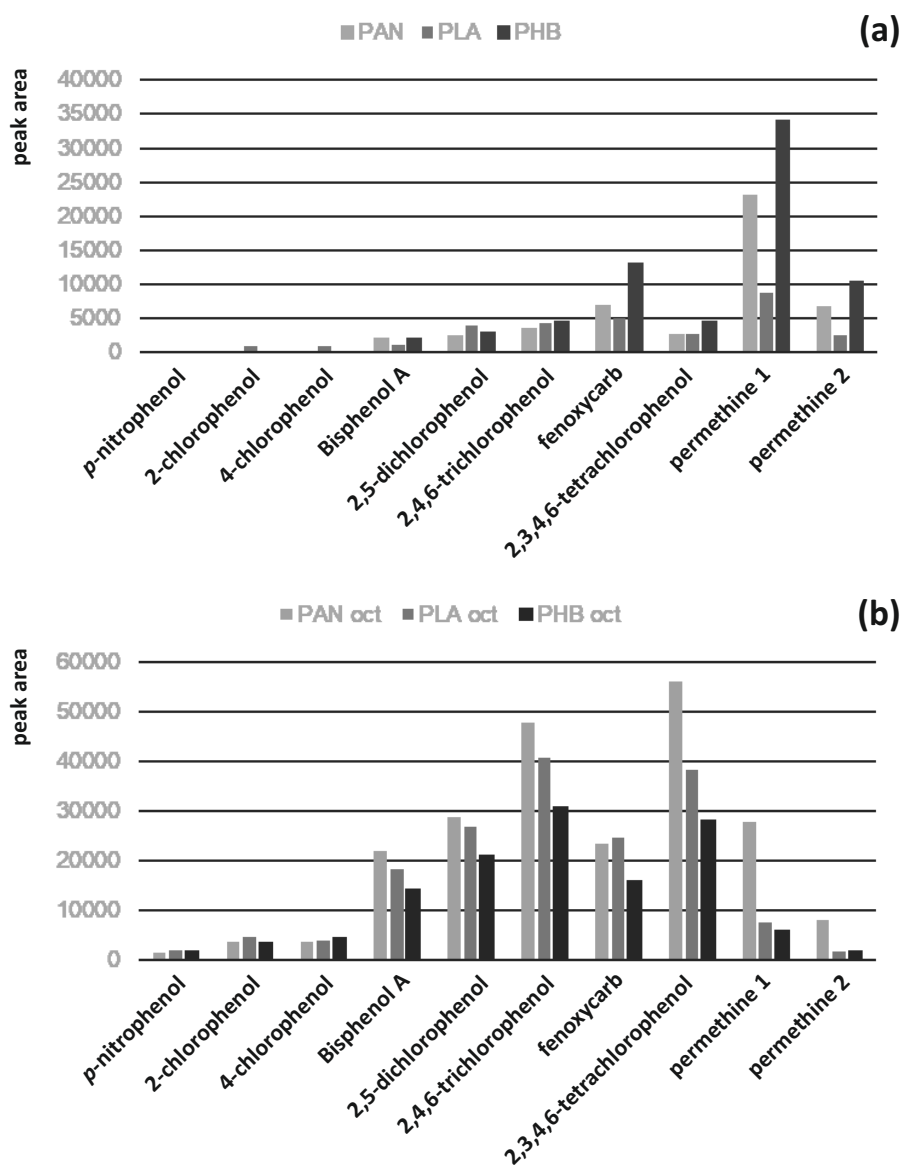 PAN PLA PHB (a)
peak area
40000
35000
30000
25000
20000
15000
10000
5000
0
p-nitrophenol
2-chlorophenol
4-chlorophenol
Bisphenol A
2,5-dichlorophenol
2,4,6-trichlorophenol
fenoxycarb
2,3,4,6-tetrachlorophenol
permethine 1
permethine 2
PAN oct PLA oct PHB oct (b)
peak area
60000
50000
40000
30000
20000
10000
0
p-nitrophenol
2-chlorophenol
4-chlorophenol
Bisphenol A
2,5-dichlorophenol
2,4,6-trichlorophenol
fenoxycarb
2,3,4,6-tetrachlorophenol
permethine 1
permethine 2